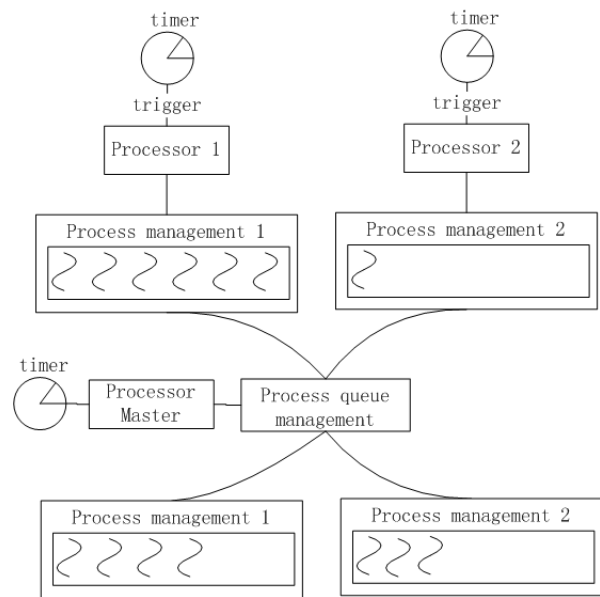 timer
timer
trigger
trigger
Processor 1
Processor 2
Process management 1
Process management 2
timer
Processor
Master
Process queue
management
Process management 1
Process management 2